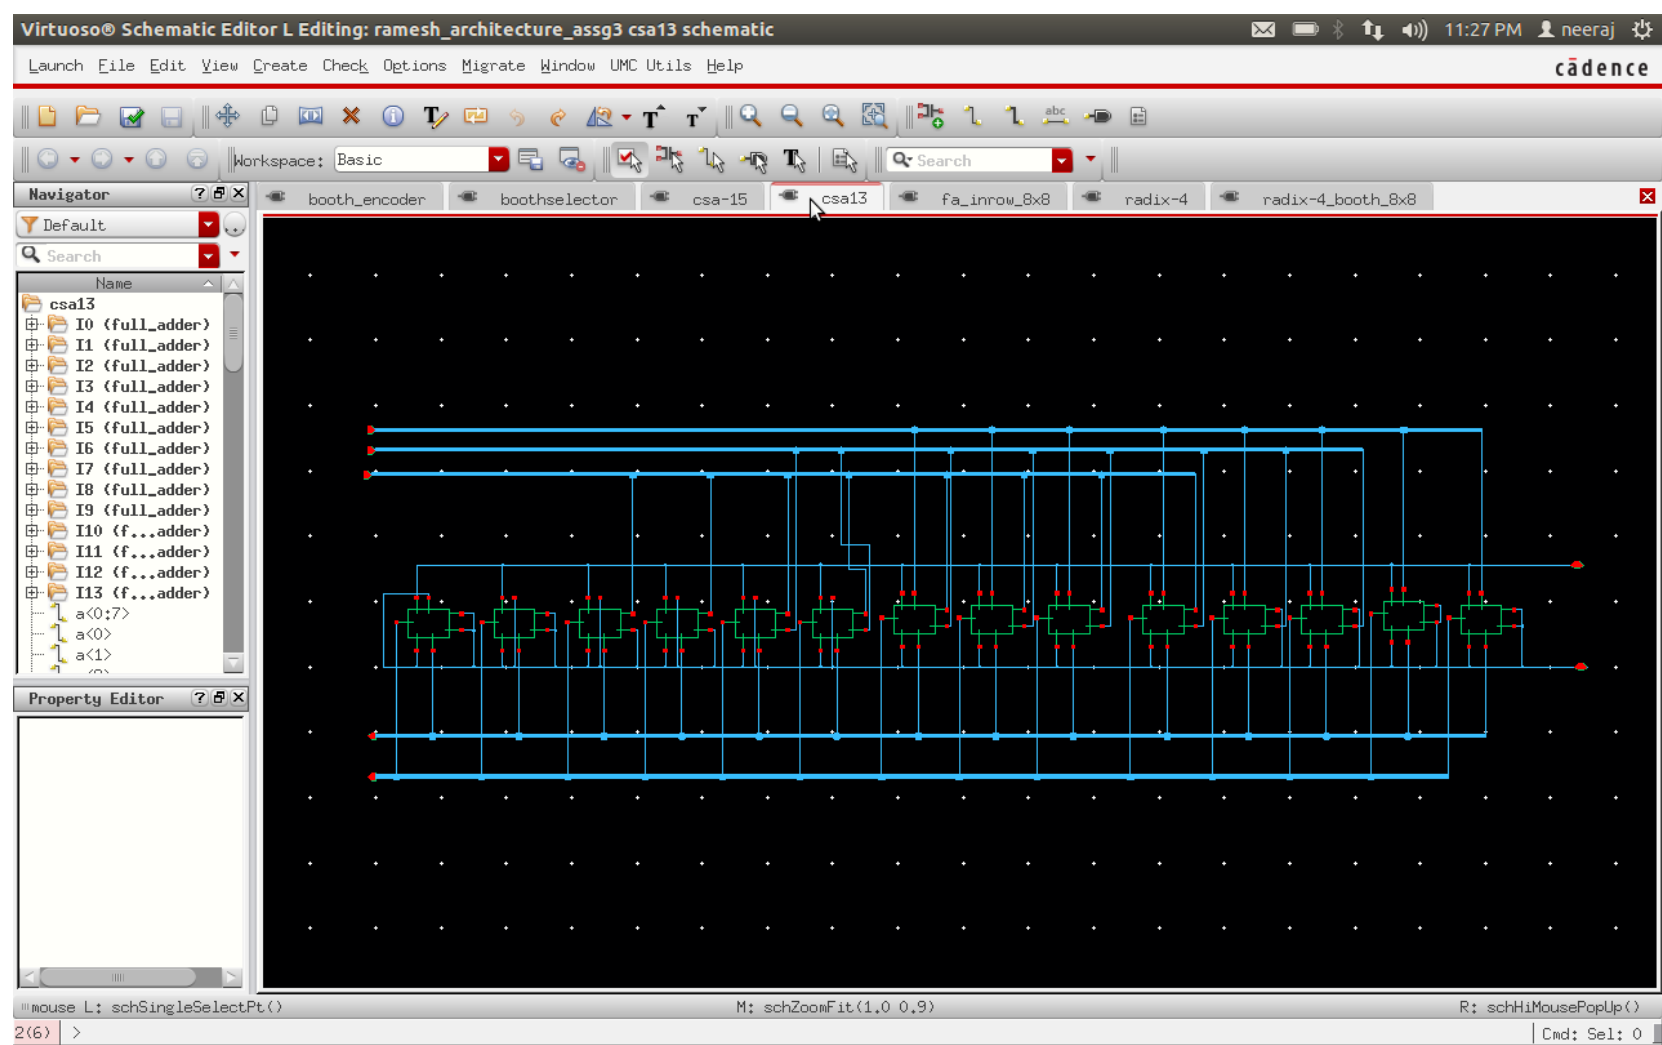 Virtuoso® Schematic Editor L Editing: ramesh_architecture_assg3 csa13 schematic
11:27 PM neeraj
Launch File Edit View Create Check Options Migrate Window UMC Utils Help
cādence
abc
Workspace: Basic
Search
Navigator
booth_encoder boothselector csa-15 csa13 fa_inrow_8x8 radix-4 radix-4_booth_8x8
Default
Search
Name
csa13
I0 (full_adder)
I1 (full_adder)
I2 (full_adder)
I3 (full_adder)
I4 (full_adder)
I5 (full_adder)
I6 (full_adder)
I7 (full_adder)
I8 (full_adder)
I9 (full_adder)
I10 (f...adder)
I11 (f...adder)
I12 (f...adder)
I13 (f...adder)
a<0:7>
a<0>
a<1>
Property Editor
mouse L: schSingleSelectPt() M: schZoomFit(1.0 0.9) R: schHiMousePopUp()
2(6) > Cmd: Sel: 0